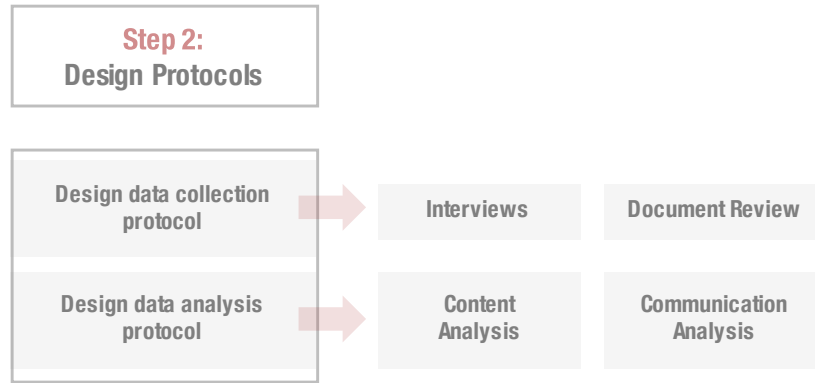 Step 2:
Design Protocols
Design data collection
protocol
Interviews
Document Review
Design data analysis
protocol
Content
Analysis
Communication
Analysis